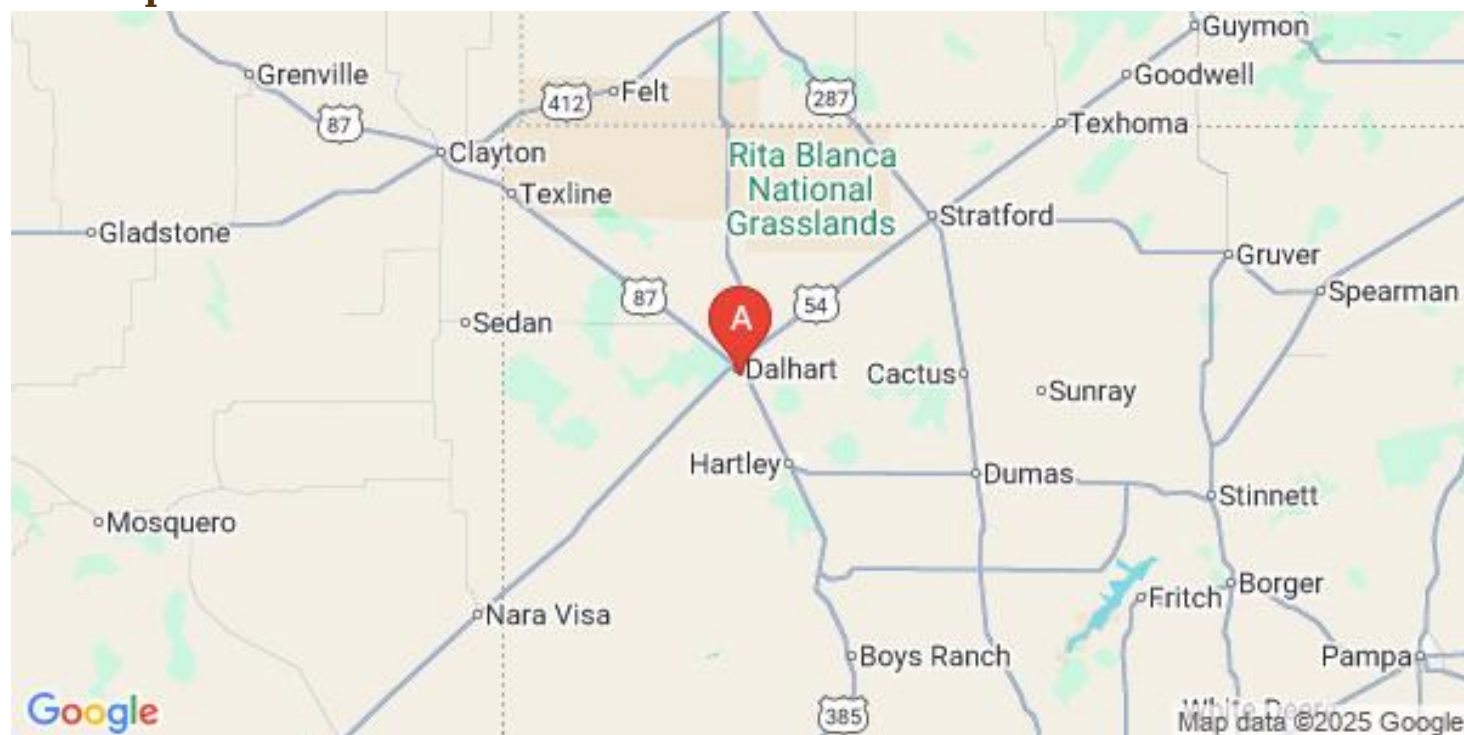 Guymon
Grenville
Goodwell
412
Felt
287
87
Texhoma
Clayton
Rita Blanca
National
Grasslands
Texline
Stratford
Gladstone
Gruver
87
54
Spearman
A
Sedan
Dalhart
Cactus
Sunray
Hartley
Dumas
Stinnett
Mosquero
Borger
Fritch
Nara Visa
Boys Ranch
Pampa
Google
385
White Deer
Map data ©2025 Google